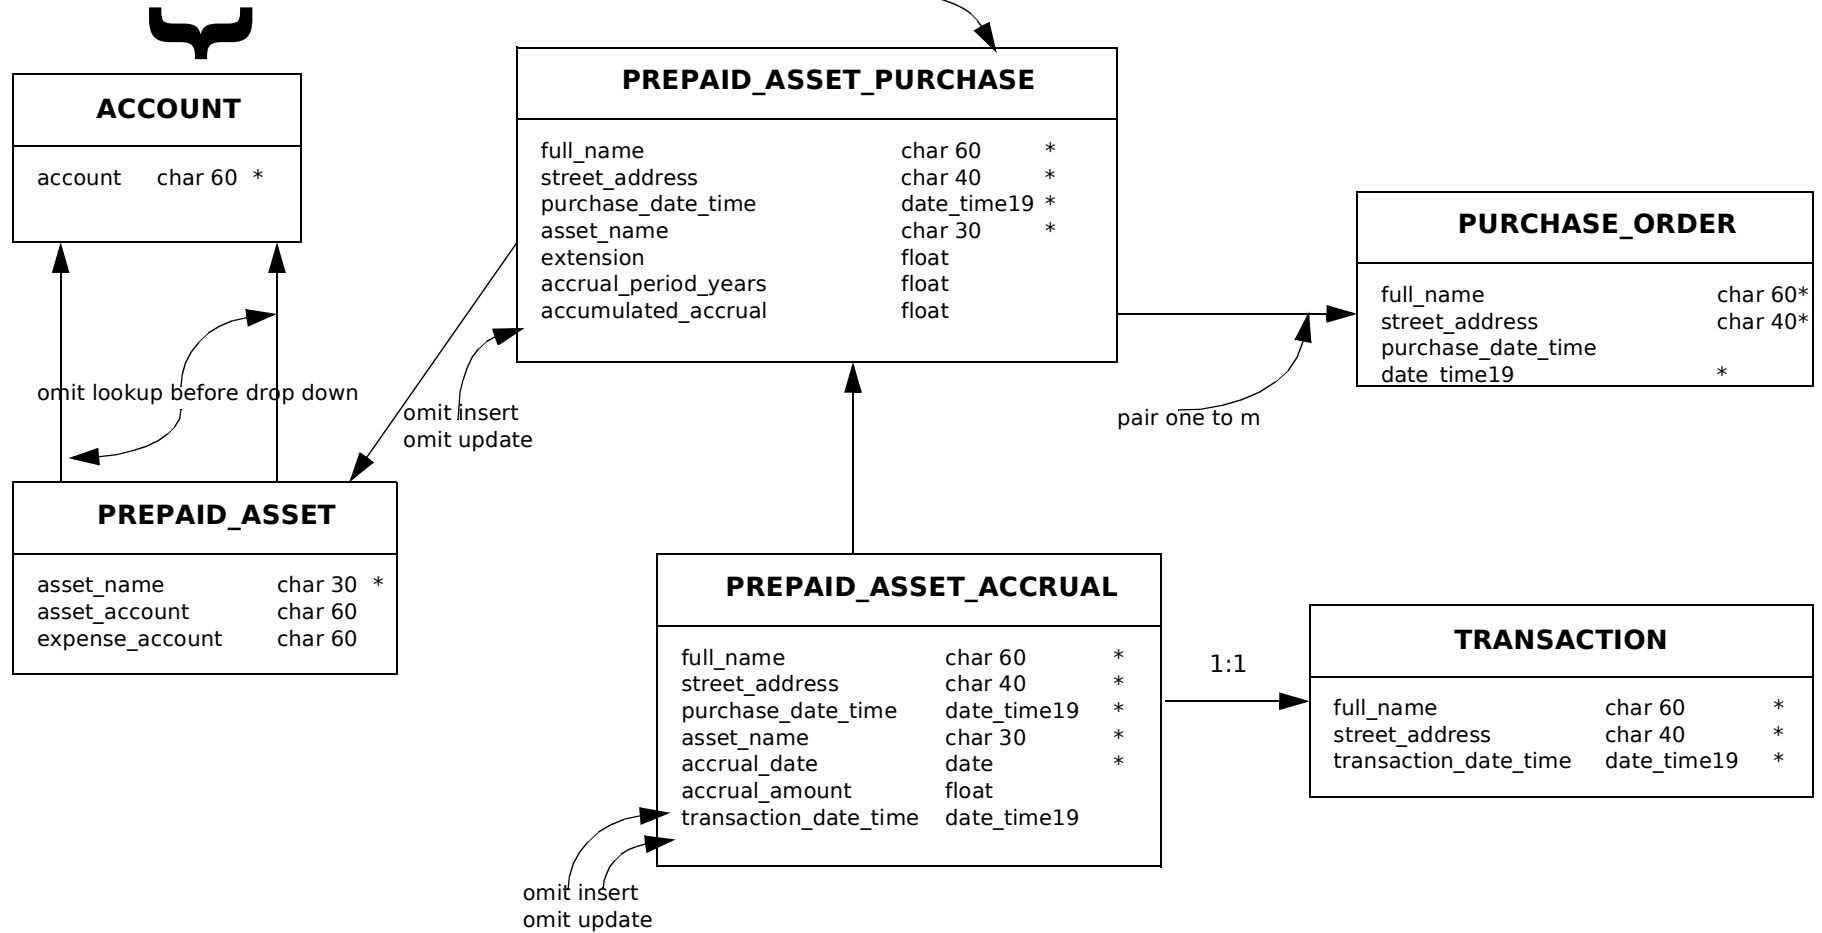 ACCOUNT
account char 60 *
omit lookup before drop down
PREPAID_ASSET
asset_name char 30 *
asset_account char 60
expense_account char 60
PREPAID_ASSET_PURCHASE
full_name char 60 *
street_address char 40 *
purchase_date_time date_time19 *
asset_name char 30 *
extension float
accrual_period_years float
accumulated_accrual float
omit insert
omit update
pair one to m
PURCHASE_ORDER
full_name char 60*
street_address char 40*
purchase_date_time
date_time19 *
PREPAID_ASSET_ACCRUAL
full_name char 60 *
street_address char 40 *
purchase_date_time date_time19 *
asset_name char 30 *
accrual_date date *
accrual_amount float
transaction_date_time date_time19
omit insert
omit update
1:1
TRANSACTION
full_name char 60 *
street_address char 40 *
transaction_date_time date_time19 *